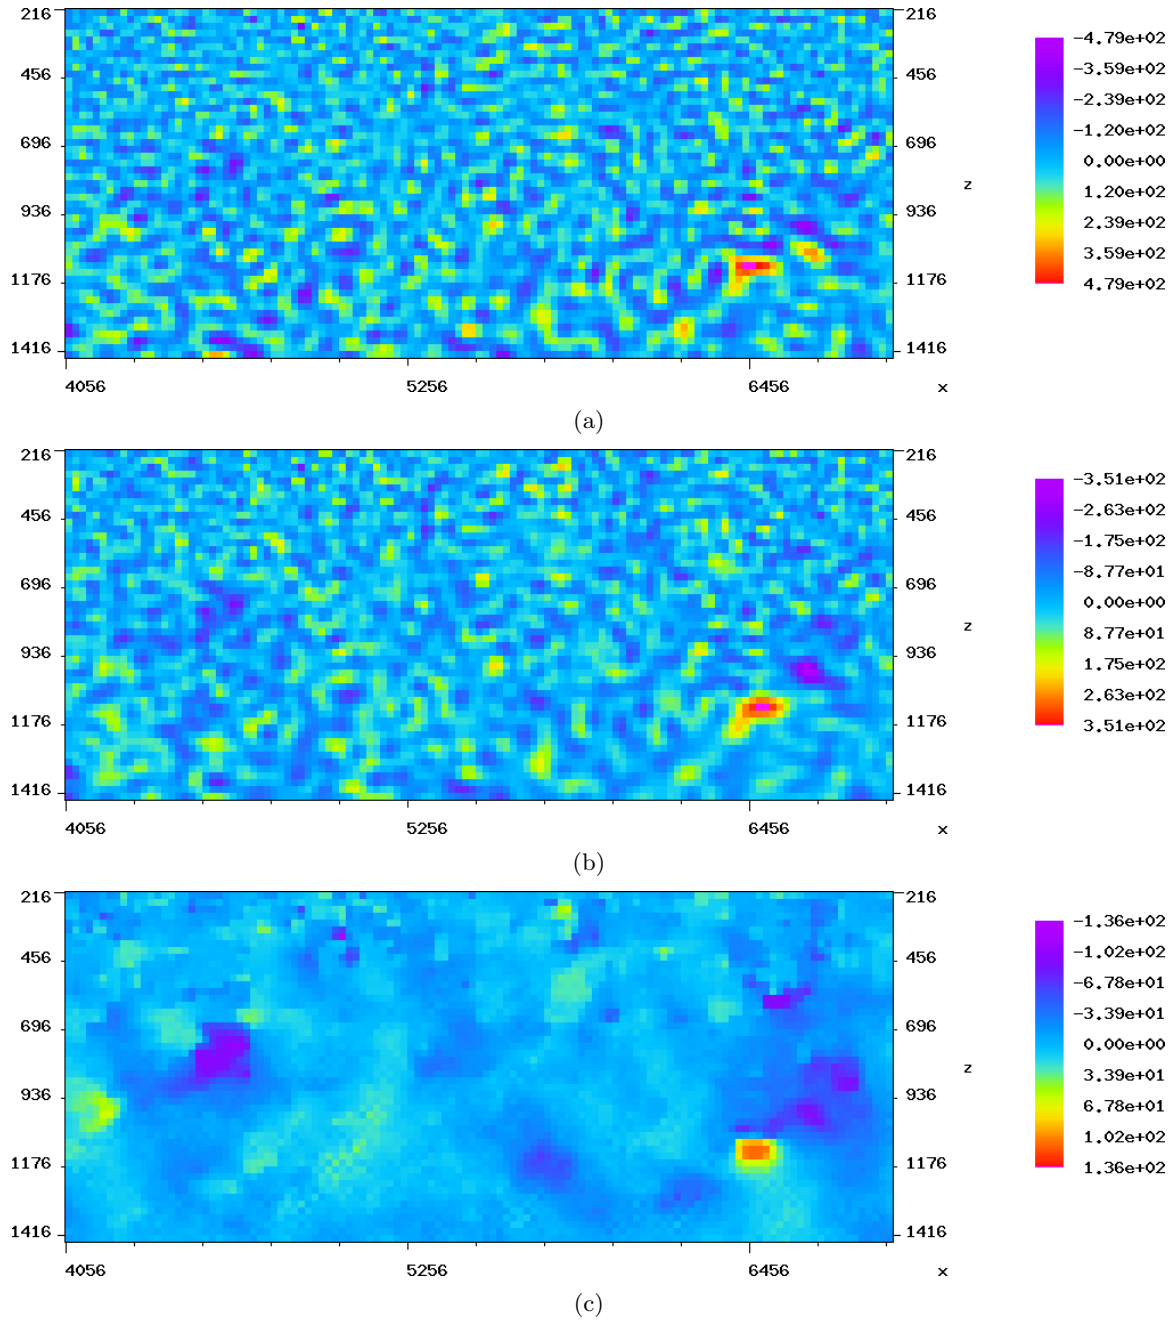 216 216
456 456
696 696
z
936 936
1176 1176
1416 1416
4056 5256 6456 x
-4.79e+02
-3.59e+02
-2.39e+02
-1.20e+02
0.00e+00
1.20e+02
2.39e+02
3.59e+02
4.79e+02
(a)
216 216
456 456
696 696
z
936 936
1176 1176
1416 1416
4056 5256 6456 x
-3.51e+02
-2.63e+02
-1.75e+02
-8.77e+01
0.00e+00
8.77e+01
1.75e+02
2.63e+02
3.51e+02
(b)
216 216
456 456
696 696
z
936 936
1176 1176
1416 1416
4056 5256 6456 x
-1.36e+02
-1.02e+02
-6.78e+01
-3.39e+01
0.00e+00
3.39e+01
6.78e+01
1.02e+02
1.36e+02
(c)